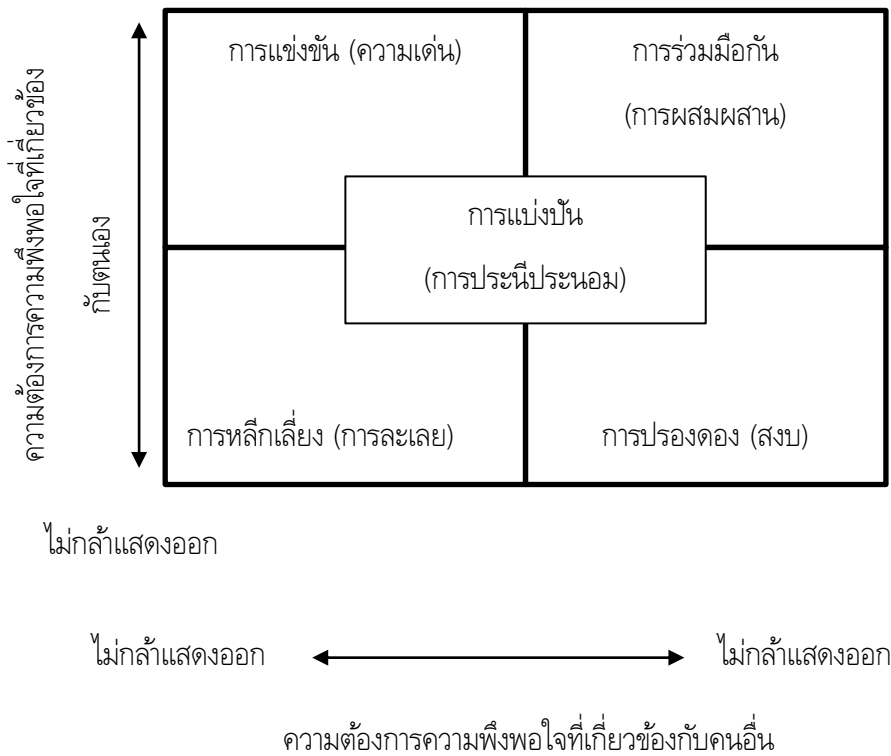 การแข่งขัน (ความเด่น)
การร่วมมือกัน
(การผสมผสาน)
ความต้องการความพึงพอใจที่เกี่ยวข้อง
กับตนเอง
การแบ่งปัน
(การประนีประนอม)
การหลีกเลี่ยง (การละเลย)
การปรองดอง (สงบ)
ไม่กล้าแสดงออก
ไม่กล้าแสดงออก
ไม่กล้าแสดงออก
ความต้องการความพึงพอใจที่เกี่ยวข้องกับคนอื่น